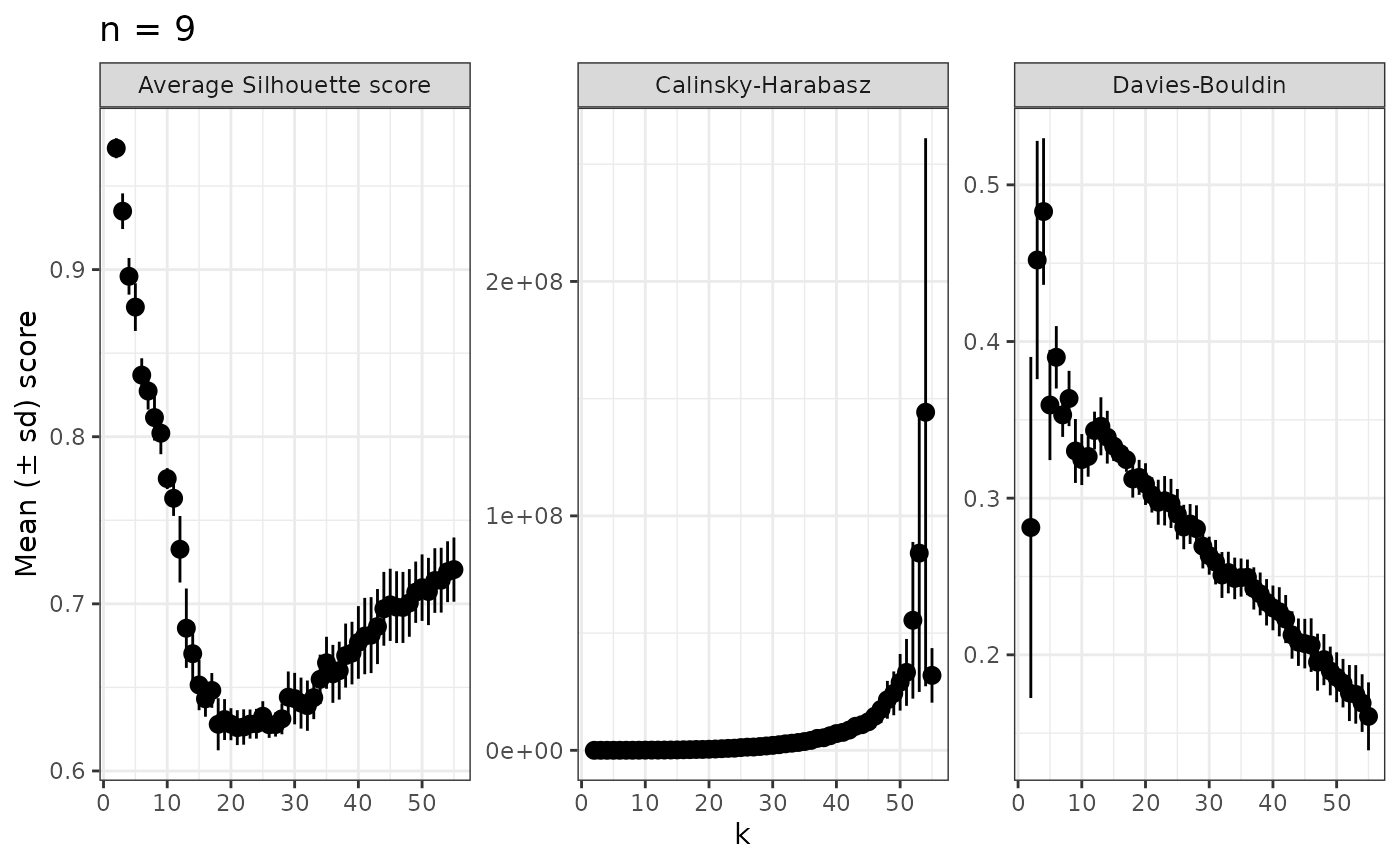 n = 9
Average Silhouette score
Calinsky-Harabasz
Davies-Bouldin
Mean (± sd) score
0.9
0.8
0.7
0.6
2e+08
1e+08
0e+00
0.5
0.4
0.3
0.2
0 10 20 30 40 50
0 10 20 30 40 50
0 10 20 30 40 50
k